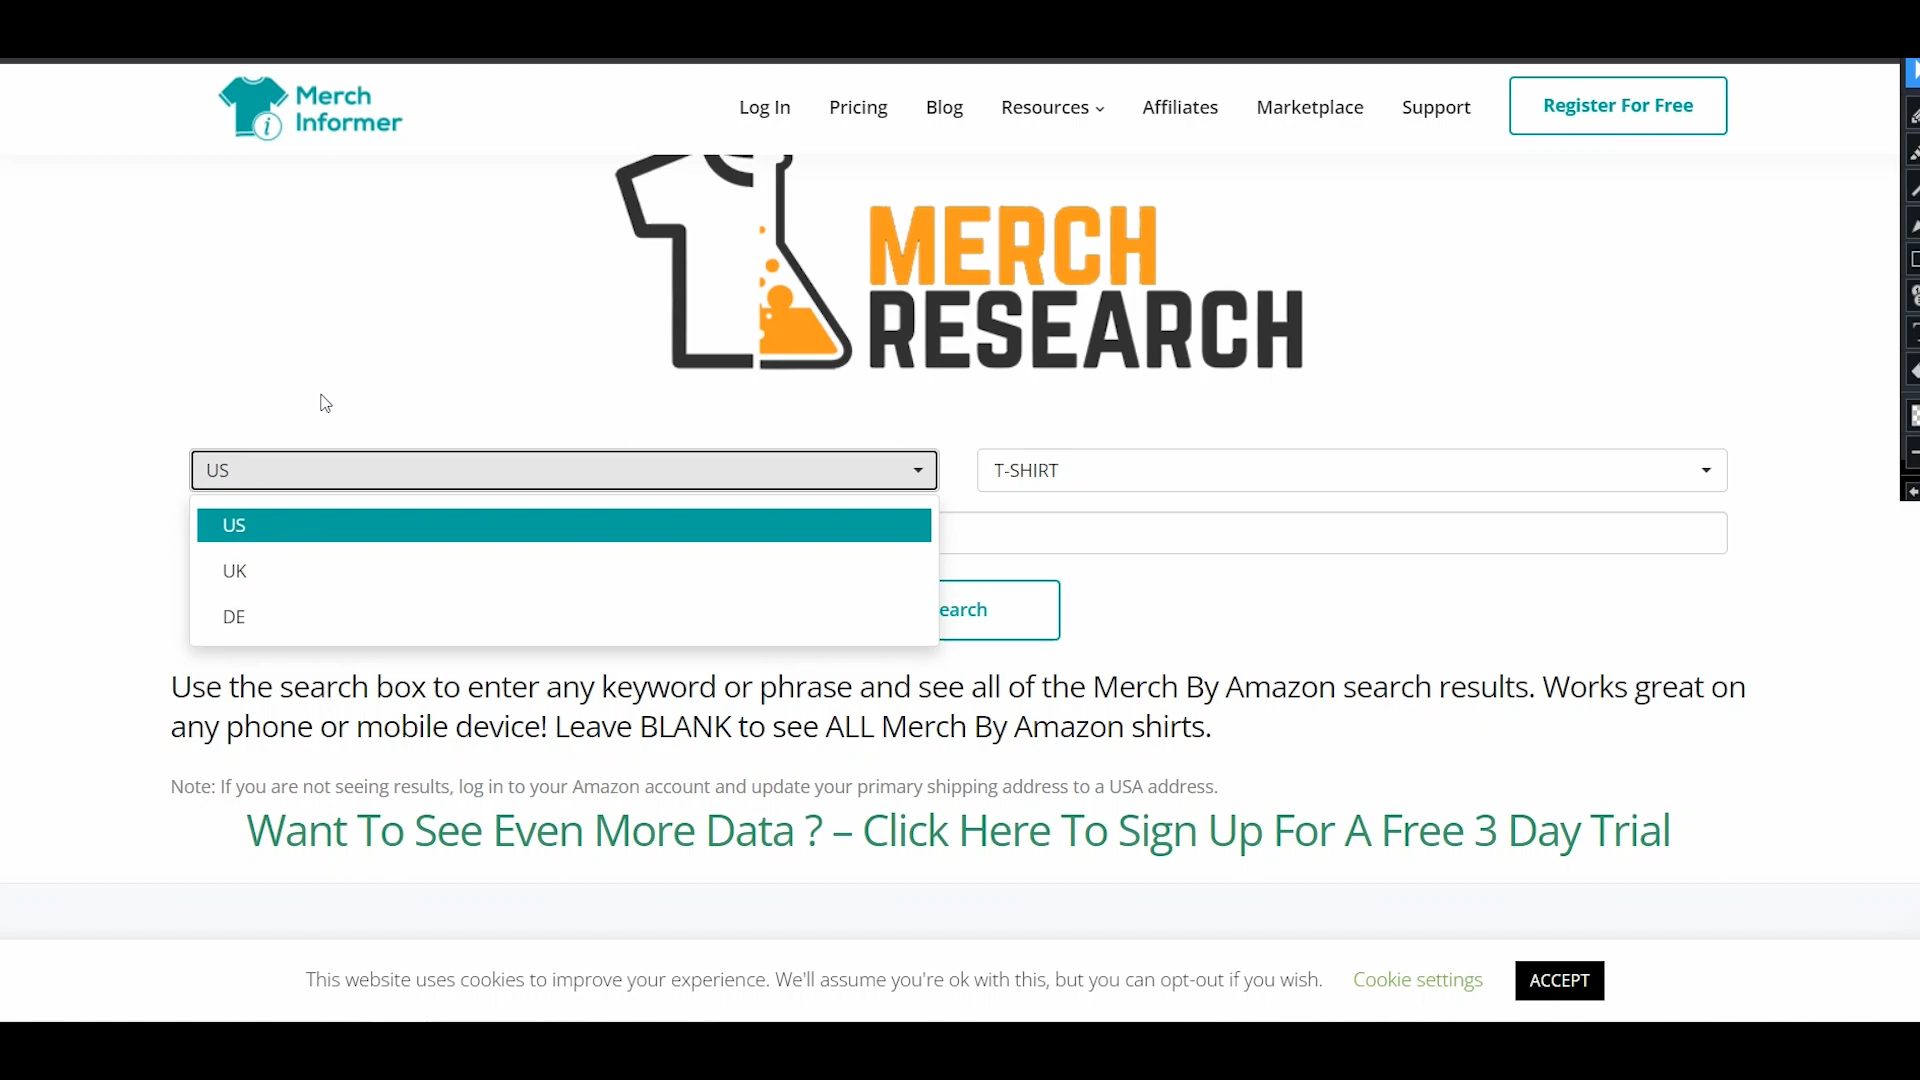 Merch
Informer
Log In
Pricing
Blog
Resources
Affiliates
Marketplace
Support
Register For Free
MERCH
RESEARCH
US
T-SHIRT
US
UK
DE
earch
Use the search box to enter any keyword or phrase and see all of the Merch By Amazon search results. Works great on
any phone or mobile device! Leave BLANK to see ALL Merch By Amazon shirts.
Note: If you are not seeing results, log in to your Amazon account and update your primary shipping address to a USA address.
Want To See Even More Data ? – Click Here To Sign Up For A Free 3 Day Trial
This website uses cookies to improve your experience. We'll assume you're ok with this, but you can opt-out if you wish.
Cookie settings
ACCEPT